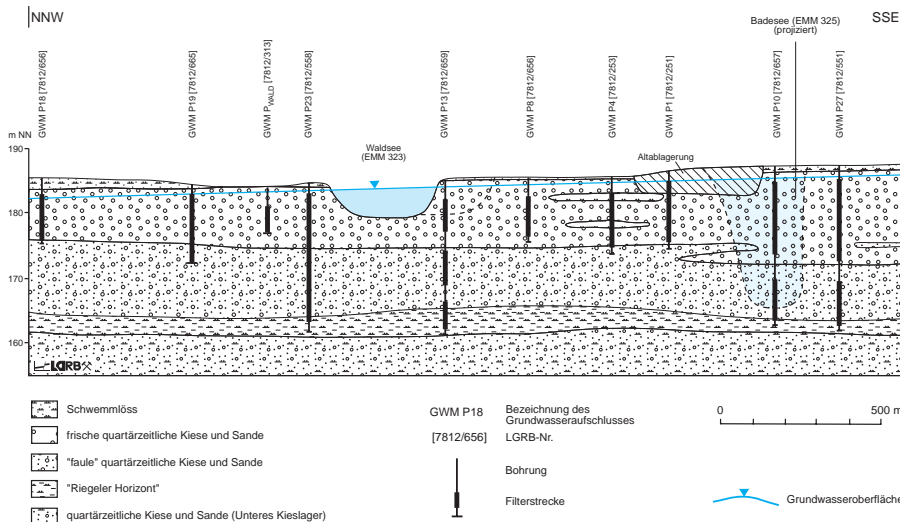 NNW
SSE
Badesee (EMM 325)
(projiziert)
GWM P18 [7812/656]
GWM P19 [7812/665]
GWM PWALD [7812/313]
GWM P23 [7812/558]
GWM P13 [7812/659]
GWM P8 [7812/656]
GWM P4 [7812/253]
GWM P1 [7812/251]
GWM P10 [7812/657]
GWM P27 [7812/551]
m NN
190
180
170
160
Waldsee
(EMM 323)
Altablagerung
LGRB
Schwemmlöss
frische quartärzeitliche Kiese und Sande
"faule" quartärzeitliche Kiese und Sande
"Riegeler Horizont"
quartärzeitliche Kiese und Sande (Unteres Kieslager)
GWM P18
Bezeichnung des
Grundwasseraufschlusses
[7812/656]
LGRB-Nr.
Bohrung
Filterstrecke
0
500 m
Grundwasseroberfläche